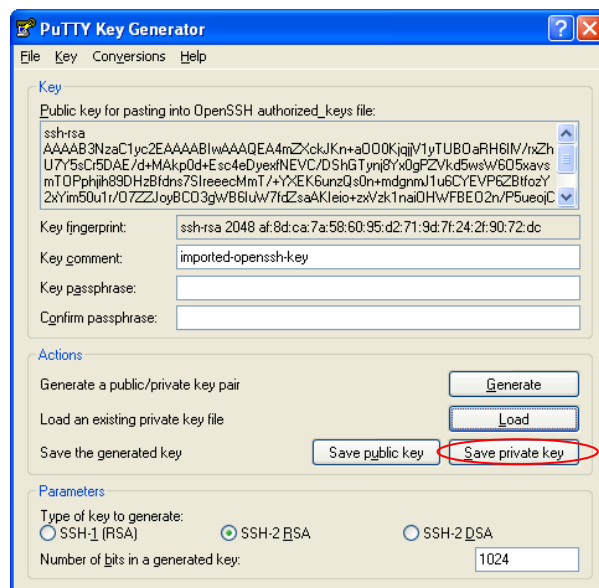 PuTTY Key Generator
File Key Conversions Help
Key
Public key for pasting into OpenSSH authorized_keys file:
ssh-rsa
AAAAB3NzaC1yc2EAAAABIwAAAQEA4mZXckJKn+aOO0KjqjjV1yTUBOaRH6IV/rxZh
U7Y5sCr5DAE/d+MAkp0d+Esc4eDyexfNEVC/DShGTynj8Yx0gPZVkd5wsW6O5xavs
mTOPphjih89DHzBfdns7SIreeecMmT/+YXEK6unzQs0n+mdgnmJ1u6CYEVP6ZBtfozY
2xYim50u1r/O7ZZJoyBCO3gWB6IuW7fdZsaAKIeio+zxVzk1naiOHWFBEO2n/P5ueojC
Key fingerprint: ssh-rsa 2048 af:8d:ca:7a:58:60:95:d2:71:9d:7f:24:2f:90:72:dc
Key comment: imported-openssh-key
Key passphrase:
Confirm passphrase:
Actions
Generate a public/private key pair Generate
Load an existing private key file Load
Save the generated key Save public key Save private key
Parameters
Type of key to generate:
SSH-1 (RSA) SSH-2 RSA SSH-2 DSA
Number of bits in a generated key: 1024